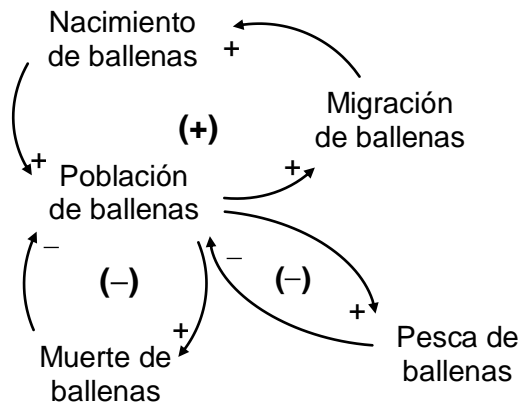 Nacimiento
de ballenas
+
Migración
de ballenas
(+)
+
+
Población
de ballenas
–
(–)
–
(–)
+
+
Muerte de
ballenas
Pesca de
ballenas